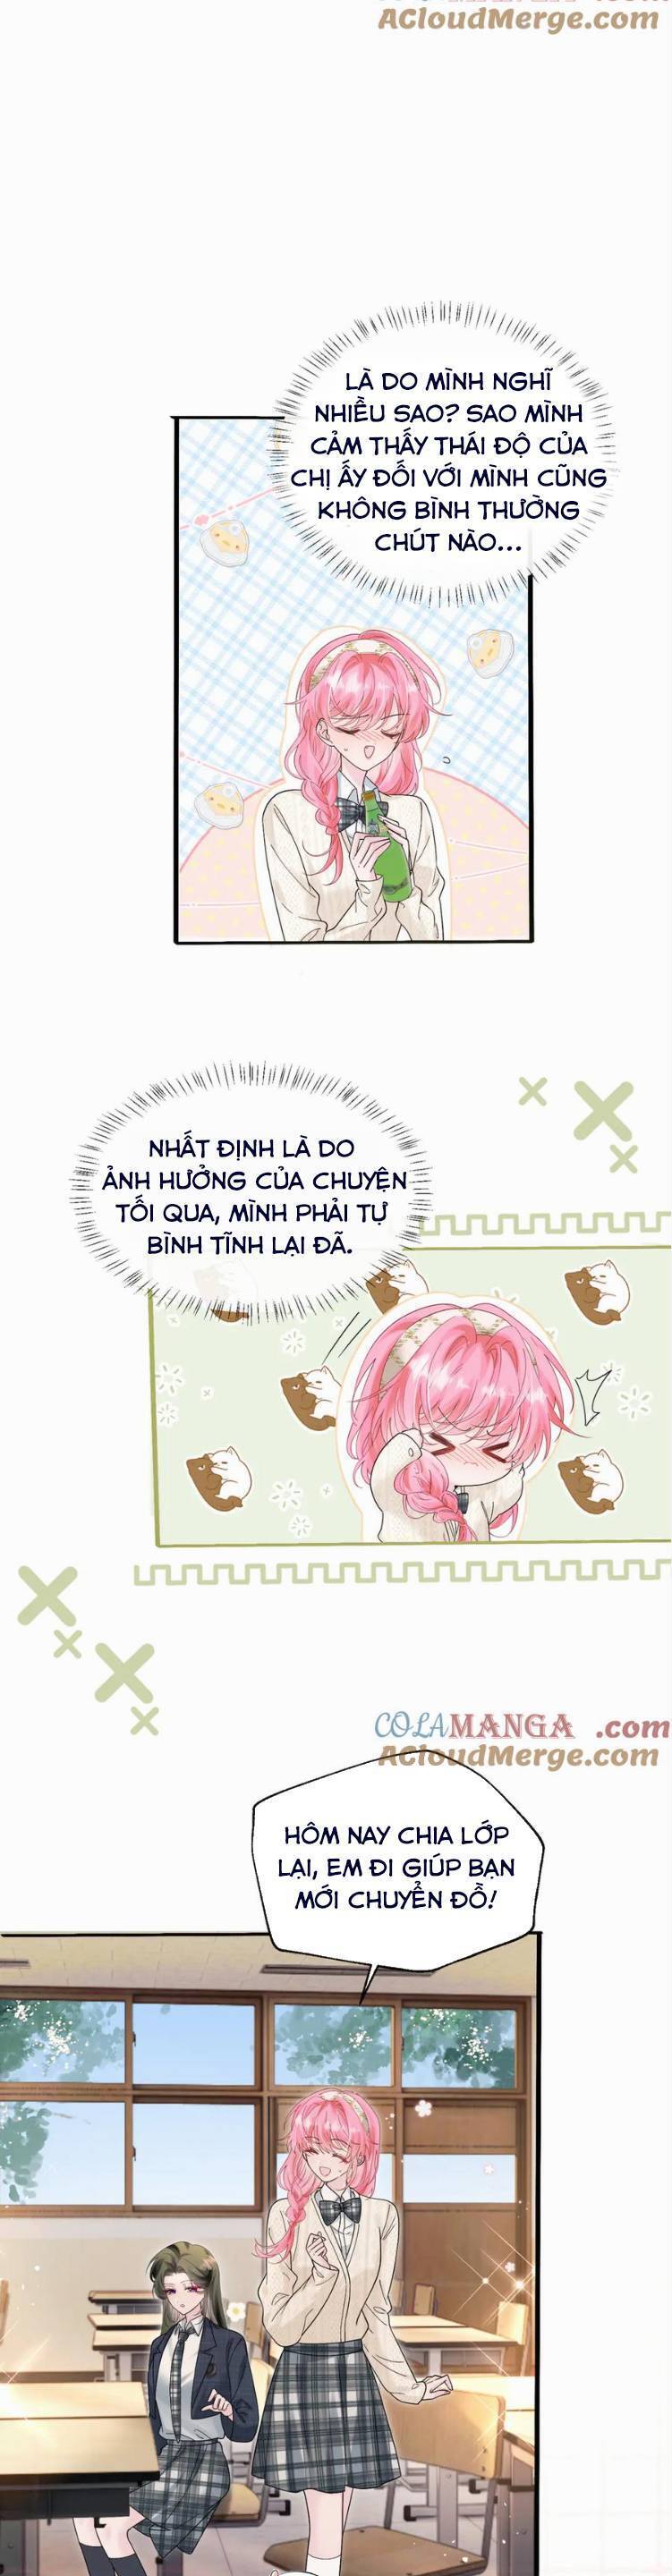 ACloudMerge.com
LÀ DO MÌNH NGHĨ
NHIỀU SAO? SAO MÌNH
CẢM THẤY THÁI ĐỘ CỦA
CHỊ ẤY ĐỐI VỚI MÌNH CŨNG
KHÔNG BÌNH THƯỜNG
CHÚT NÀO...
NHẤT ĐỊNH LÀ DO
ẢNH HƯỞNG CỦA CHUYỆN
TỐI QUA, MÌNH PHẢI TỰ
BÌNH TĨNH LẠI ĐÃ.
COLAMANGA.com
ACloudMerge.com
HÔM NAY CHIA LỚP
LẠI, EM ĐI GIÚP BẠN
MỚI CHUYỂN ĐỒ!